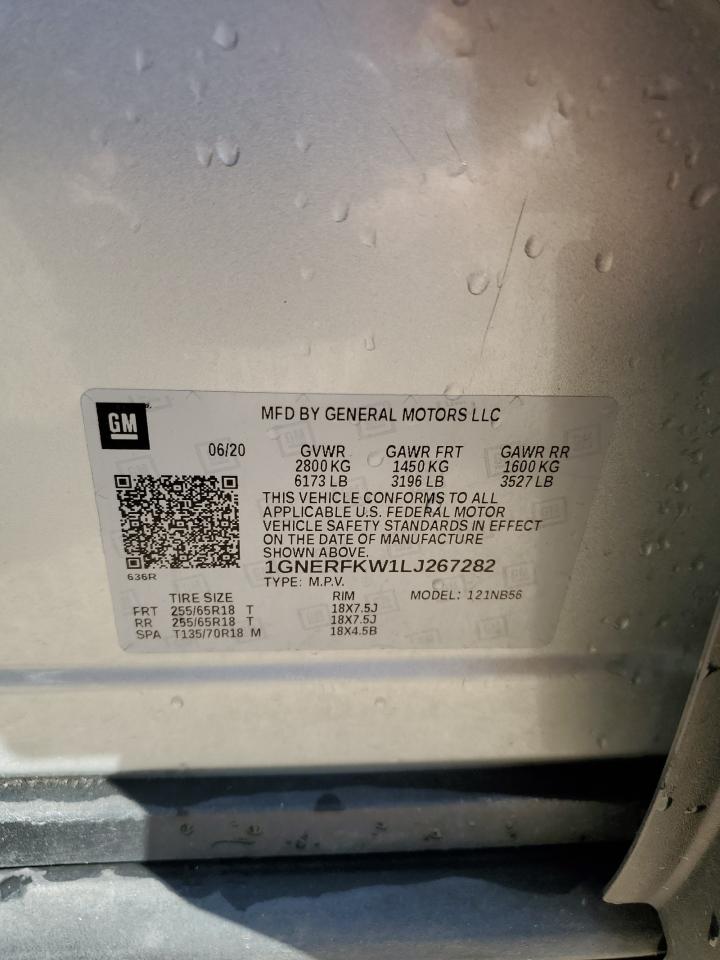 GM
MFD BY GENERAL MOTORS LLC
06/20 GVWR GAWR FRT GAWR RR
2800 KG 1450 KG 1600 KG
6173 LB 3196 LB 3527 LB
THIS VEHICLE CONFORMS TO ALL
APPLICABLE U.S. FEDERAL MOTOR
VEHICLE SAFETY STANDARDS IN EFFECT
ON THE DATE OF MANUFACTURE
SHOWN ABOVE.
1GNERFKW1LJ267282
636R TYPE: M.P.V.
TIRE SIZE RIM MODEL: 121NB56
FRT 255/65R18 T 18X7.5J
RR 255/65R18 T 18X7.5J
SPA T135/70R18 M 18X4.5B